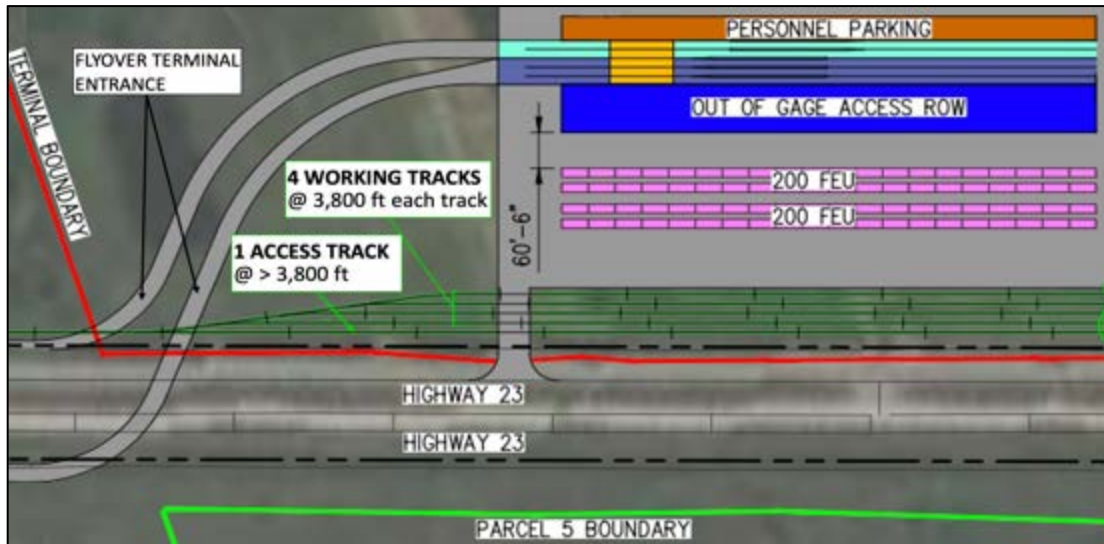 PERSONNEL PARKING
TERMINAL BOUNDARY
FLYOVER TERMINAL
ENTRANCE
OUT OF GAGE ACCESS ROW
4 WORKING TRACKS
@ 3,800 ft each track
200 FEU
200 FEU
60'-6"
1 ACCESS TRACK
@ > 3,800 ft
HIGHWAY 23
HIGHWAY 23
PARCEL 5 BOUNDARY